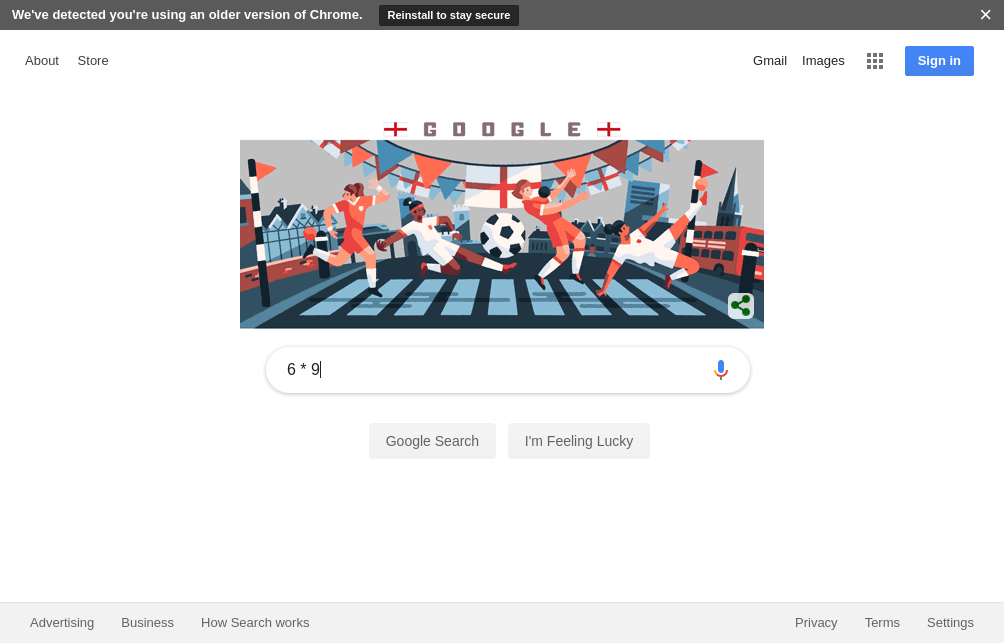 We've detected you're using an older version of Chrome. Reinstall to stay secure
About Store Gmail Images Sign in
GOOGLE
6 * 9
Google Search I'm Feeling Lucky
Advertising Business How Search works Privacy Terms Settings